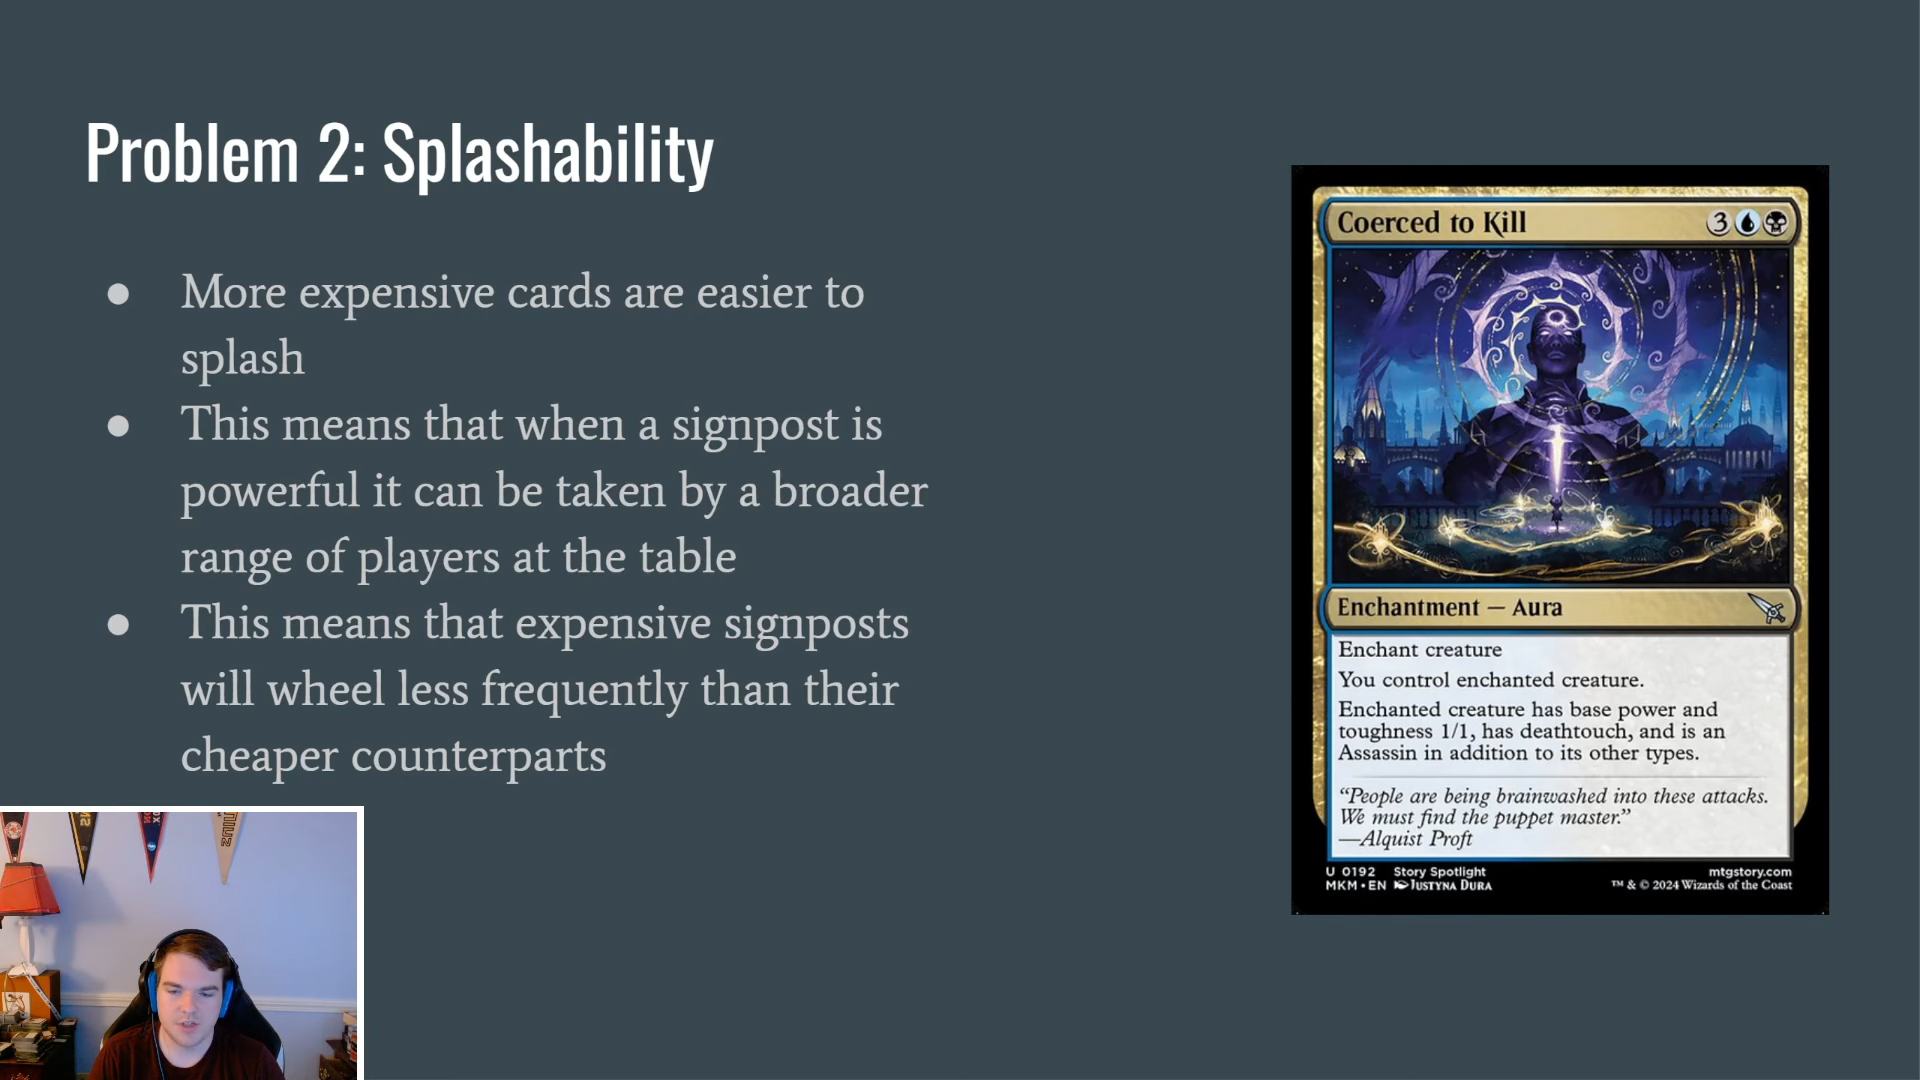 Problem 2: Splashability
● More expensive cards are easier to
splash
● This means that when a signpost is
powerful it can be taken by a broader
range of players at the table
● This means that expensive signposts
will wheel less frequently than their
cheaper counterparts
Coerced to Kill 3
Enchantment — Aura
Enchant creature
You control enchanted creature.
Enchanted creature has base power and
toughness 1/1, has deathtouch, and is an
Assassin in addition to its other types.
“People are being brainwashed into these attacks.
We must find the puppet master.”
—Alquist Proft
U 0192 Story Spotlight mtgstory.com
MKM • EN Justyna Dura ™ & © 2024 Wizards of the Coast